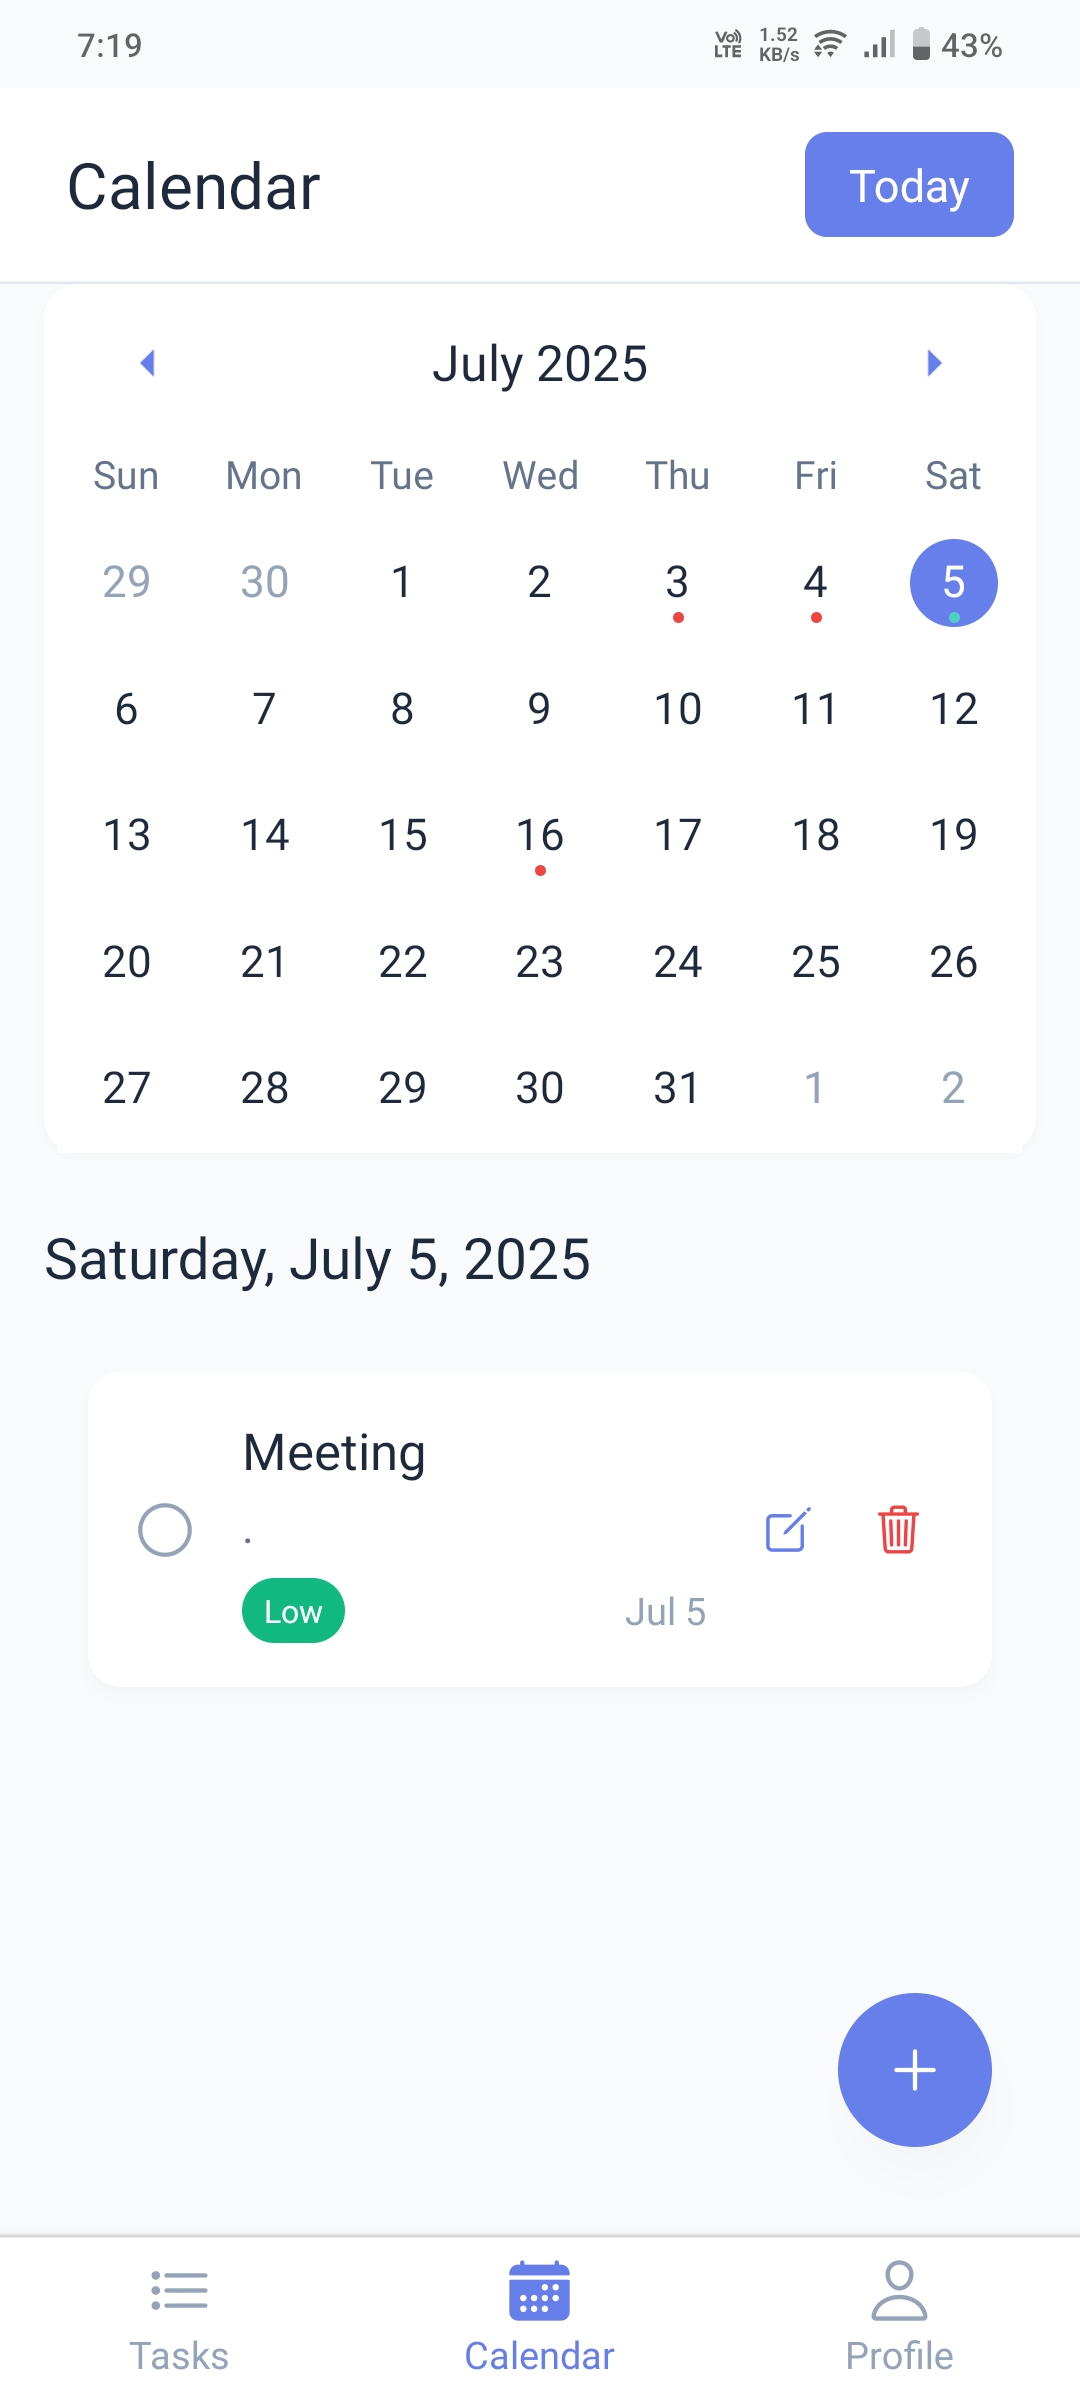 7:19 VoLTE 1.52 KB/s 43%
Calendar Today
July 2025
Sun Mon Tue Wed Thu Fri Sat
29 30 1 2 3 4 5
6 7 8 9 10 11 12
13 14 15 16 17 18 19
20 21 22 23 24 25 26
27 28 29 30 31 1 2
Saturday, July 5, 2025
Meeting
.
Low Jul 5
Tasks Calendar Profile